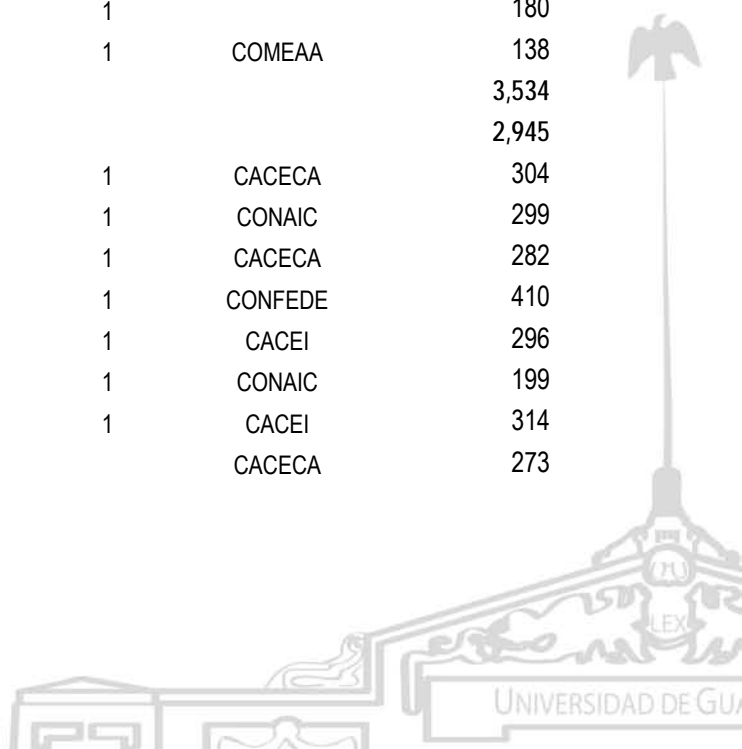 1 180
1 COMEAA 138
3,534
2,945
1 CACECA 304
1 CONAIC 299
1 CACECA 282
1 CONFEDE 410
1 CACEI 296
1 CONAIC 199
1 CACEI 314
CACECA 273
LEX
UNIVERSIDAD DE GUA